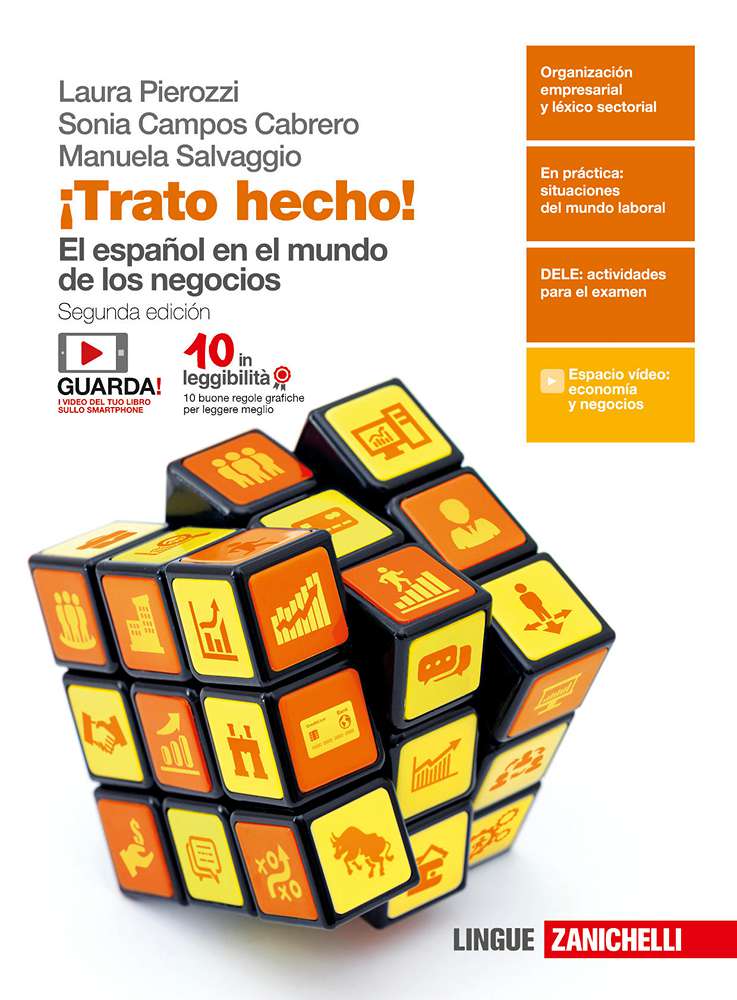 Laura Pierozzi
Sonia Campos Cabrero
Manuela Salvaggio
¡Trato hecho!
El español en el mundo
de los negocios
Segunda edición
GUARDA!
I VIDEO DEL TUO LIBRO
SULLO SMARTPHONE
10 in
leggibilità
10 buone regole grafiche
per leggere meglio
Organización
empresarial
y léxico sectorial
En práctica:
situaciones
del mundo laboral
DELE: actividades
para el examen
Espacio vídeo:
economía
y negocios
LINGUE ZANICHELLI